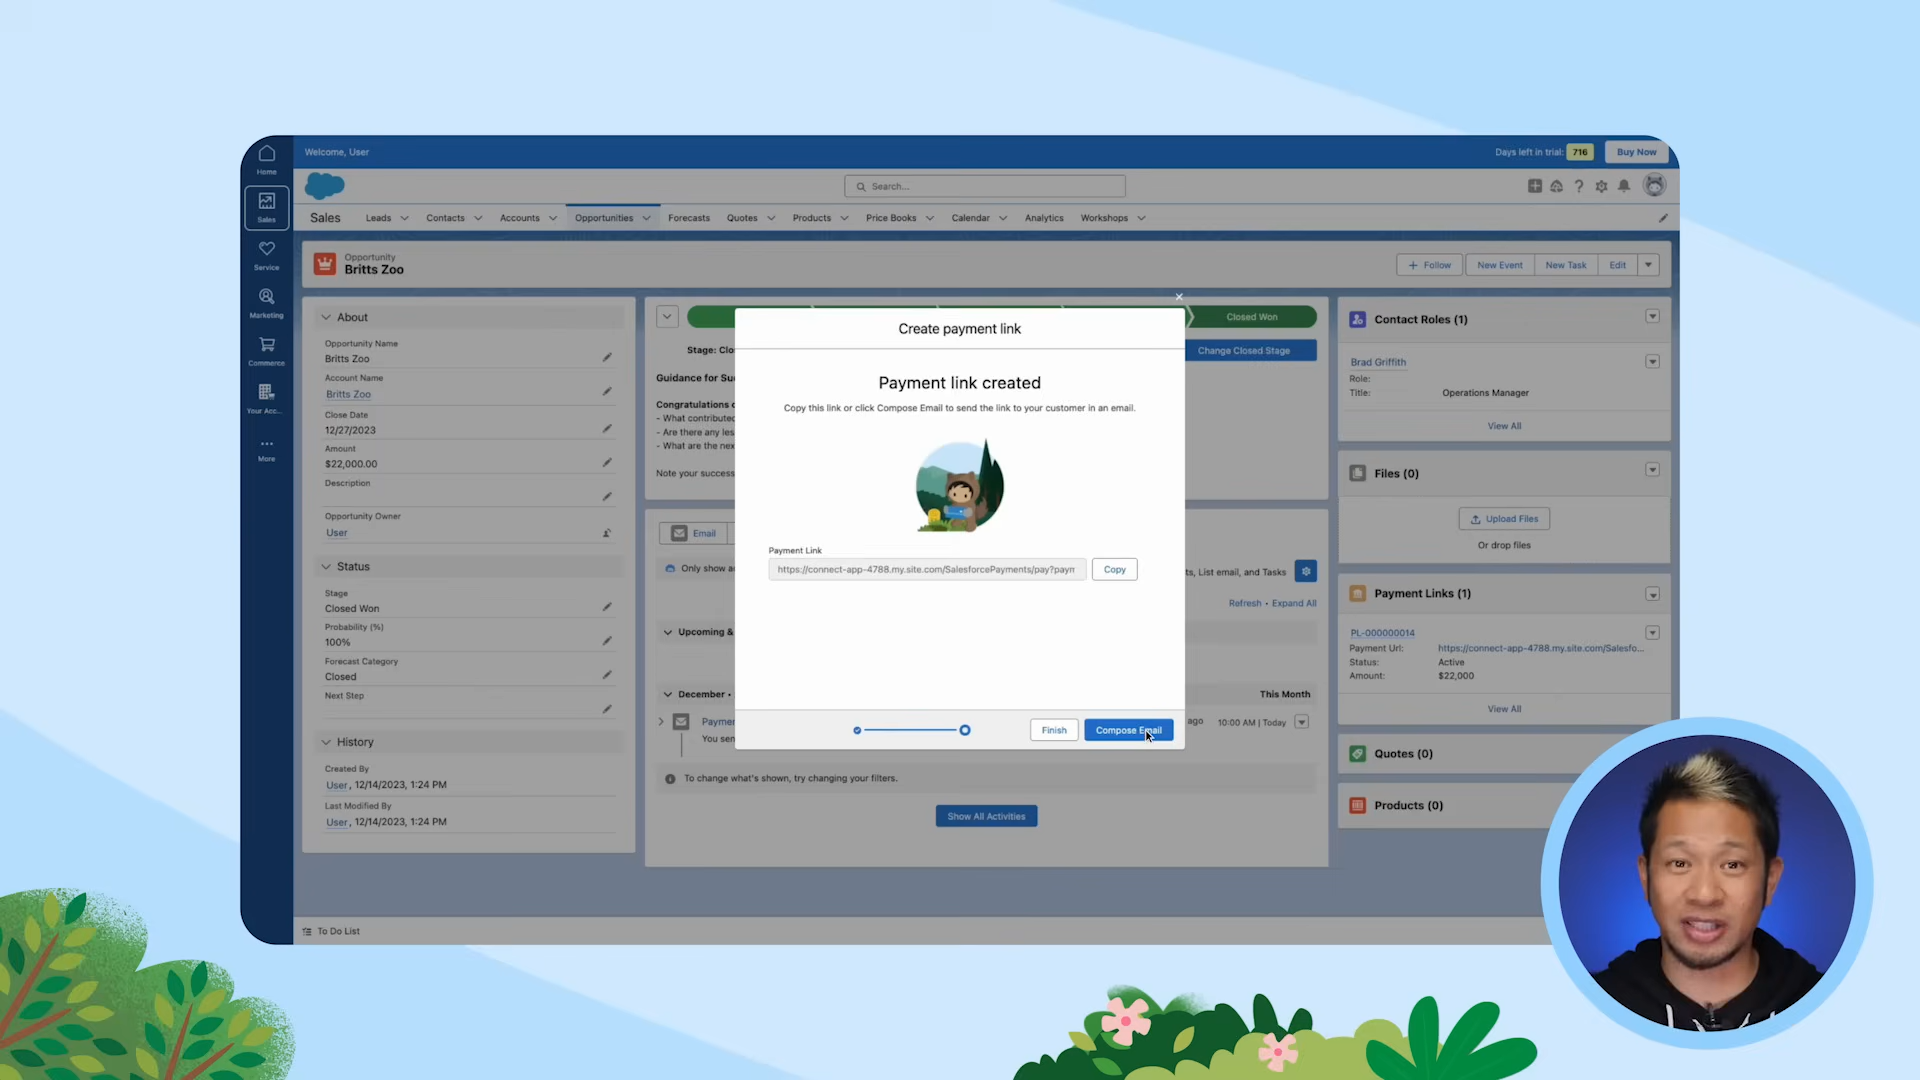 Welcome, User
Days left in trial: 716
Buy Now
Home
Sales
Service
Marketing
Commerce
Your Acc...
More
Search...
Sales
Leads
Contacts
Accounts
Opportunities
Forecasts
Quotes
Products
Price Books
Calendar
Analytics
Workshops
Opportunity
Britts Zoo
+ Follow
New Event
New Task
Edit
About
Opportunity Name
Britts Zoo
Account Name
Britts Zoo
Close Date
12/27/2023
Amount
$22,000.00
Description
Opportunity Owner
User
Status
Stage
Closed Won
Probability (%)
100%
Forecast Category
Closed
Next Step
History
Created By
User, 12/14/2023, 1:24 PM
Last Modified By
User, 12/14/2023, 1:24 PM
Closed Won
Stage: Clo
Change Closed Stage
Guidance for Su
Congratulations
- What contributed
- Are there any les
- What are the nex
Note your success
Email
Only show a
ts, List email, and Tasks
Refresh • Expand All
Upcoming &
December •
This Month
Paymer
ago
10:00 AM | Today
You sen
To change what's shown, try changing your filters.
Show All Activities
Create payment link
Payment link created
Copy this link or click Compose Email to send the link to your customer in an email.
Payment Link
https://connect-app-4788.my.site.com/SalesforcePayments/pay?payn
Copy
Finish
Compose Email
Contact Roles (1)
Brad Griffith
Role:
Title: Operations Manager
View All
Files (0)
Upload Files
Or drop files
Payment Links (1)
PL-000000014
Payment Url: https://connect-app-4788.my.site.com/Salesfo...
Status: Active
Amount: $22,000
View All
Quotes (0)
Products (0)
To Do List